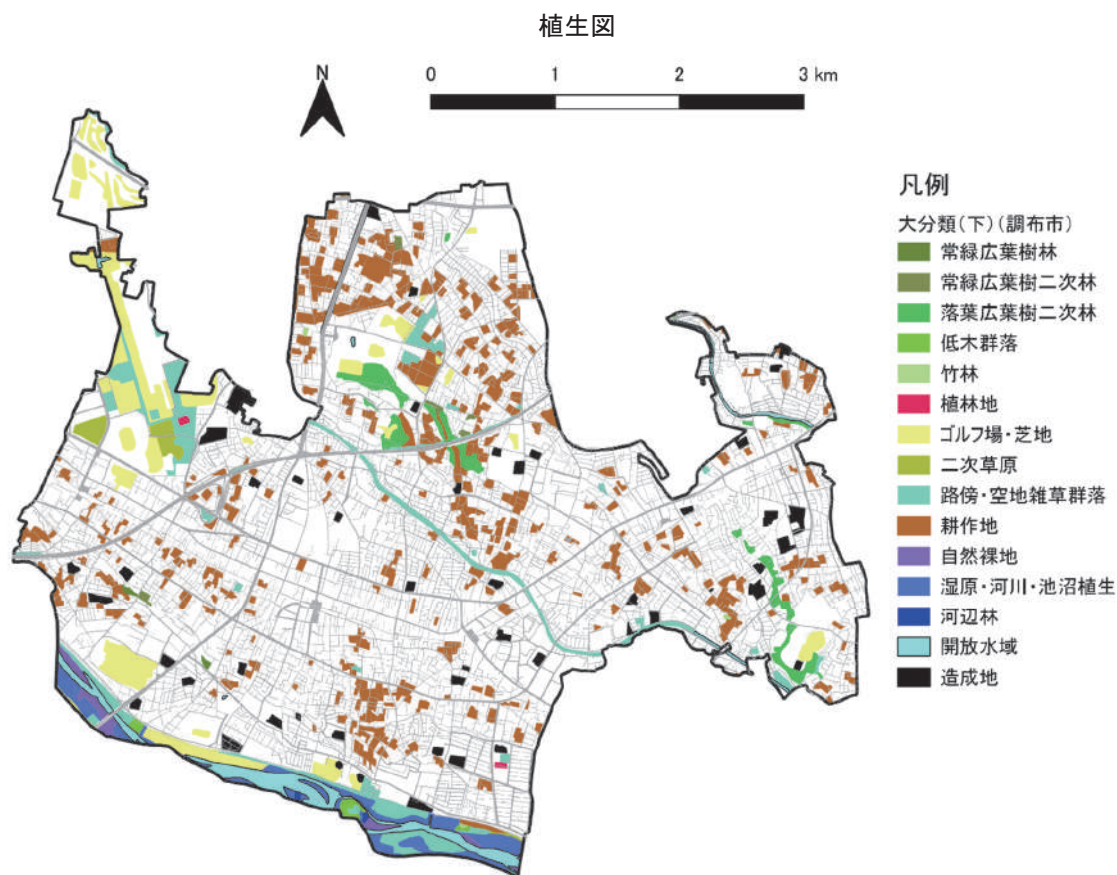 植生図
N
0 1 2 3 km
凡例
大分類(下)(調布市)
常緑広葉樹林
常緑広葉樹二次林
落葉広葉樹二次林
低木群落
竹林
植林地
ゴルフ場・芝地
二次草原
路傍・空地雑草群落
耕作地
自然裸地
湿原・河川・池沼植生
河辺林
開放水域
造成地